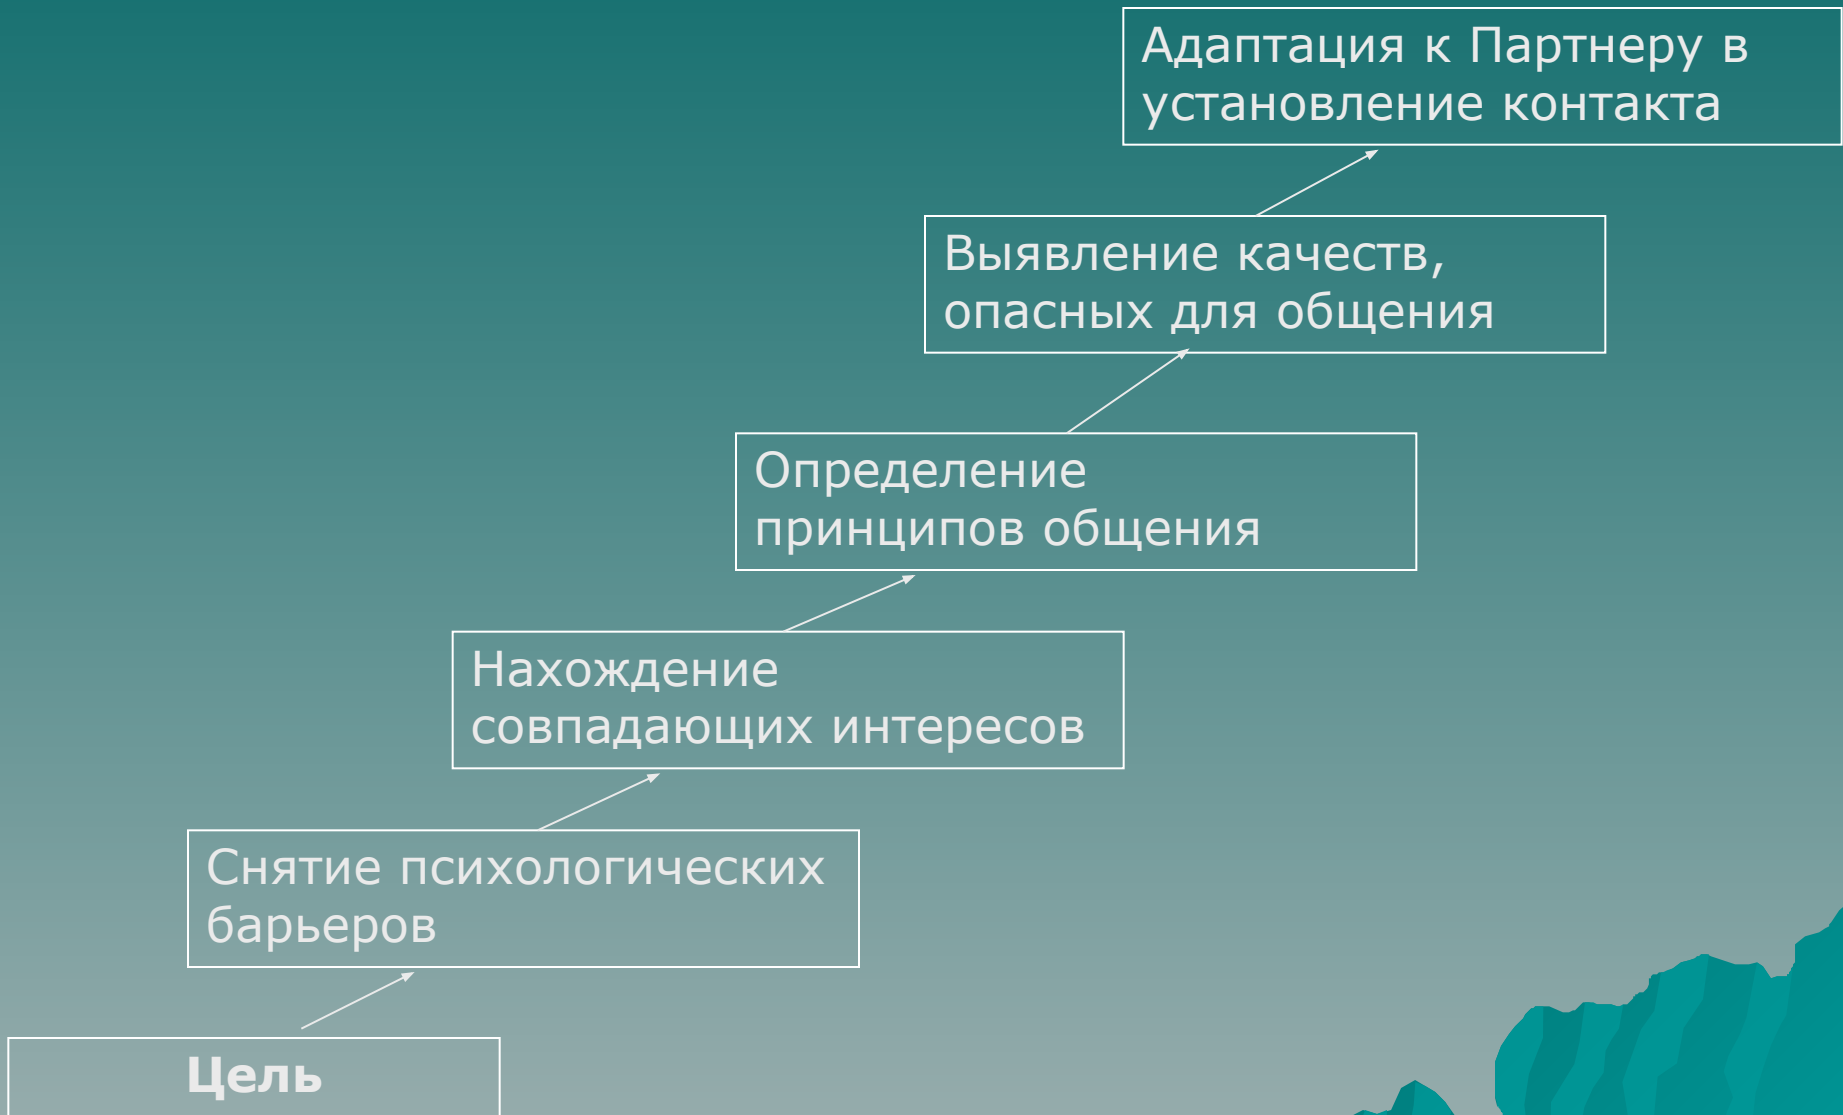 Адаптация к Партнеру в
установление контакта
Выявление качеств,
опасных для общения
Определение
принципов общения
Нахождение
совпадающих интересов
Снятие психологических
барьеров
Цель